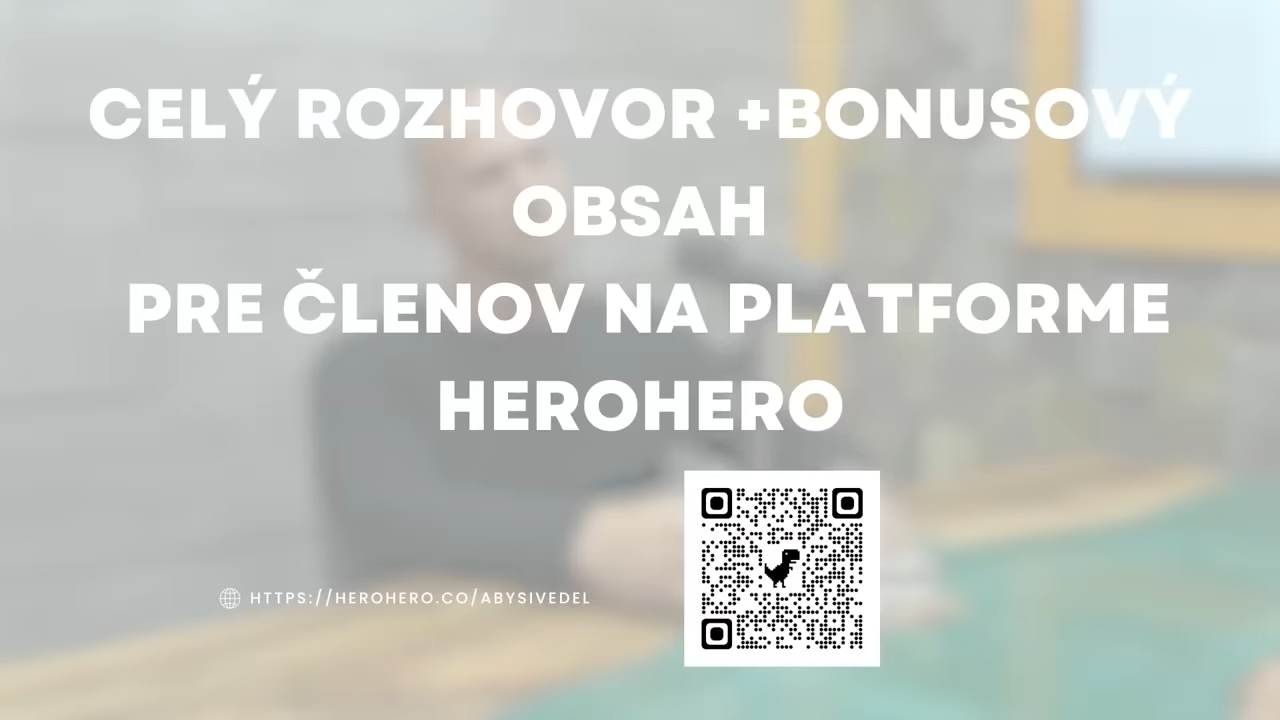 CELÝ ROZHOVOR +BONUSOVÝ
OBSAH
PRE ČLENOV NA PLATFORME
HEROHERO
HTTPS://HEROHERO.CO/ABYSIVEDEL